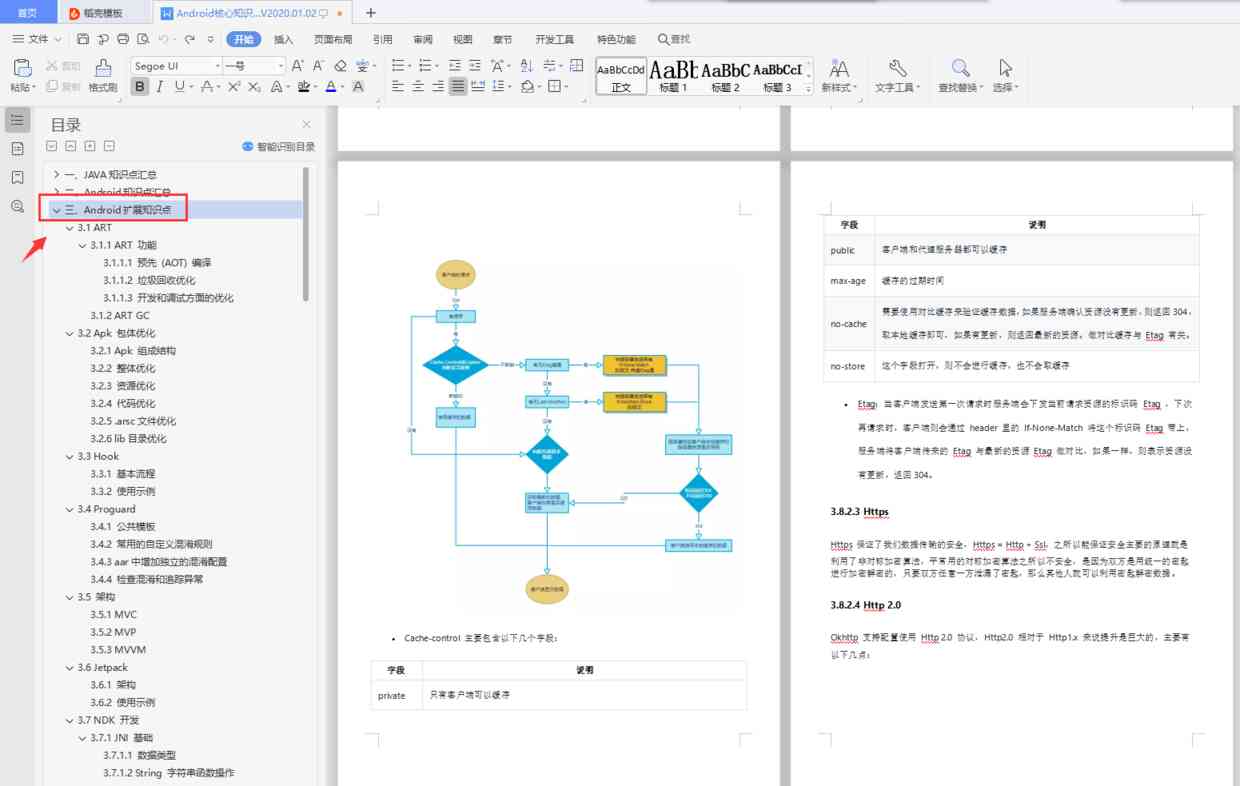 首页
稻壳模板
Android核心知识...V2020.01.02
文件
开始
插入
页面布局
引用
审阅
视图
章节
开发工具
特色功能
查找
粘贴
剪切
复制
格式刷
Segoe UI
一号
AaBbCcDd
正文
AaBb
标题 1
AaBbC
标题 2
AaBbCcI
标题 3
新样式
文字工具
查找替换
选择
目录
智能识别目录
一、JAVA 知识点汇总
二、Android 知识点汇总
三、Android 扩展知识点
3.1 ART
3.1.1 ART 功能
3.1.1.1 预先 (AOT) 编译
3.1.1.2 垃圾回收优化
3.1.1.3 开发和调试方面的优化
3.1.2 ART GC
3.2 Apk 包体优化
3.2.1 Apk 组成结构
3.2.2 整体优化
3.2.3 资源优化
3.2.4 代码优化
3.2.5 .arsc 文件优化
3.2.6 lib 目录优化
3.3 Hook
3.3.1 基本流程
3.3.2 使用示例
3.4 Proguard
3.4.1 公共模板
3.4.2 常用的自定义混淆规则
3.4.3 aar 中增加独立的混淆配置
3.4.4 检查混淆和追踪异常
3.5 架构
3.5.1 MVC
3.5.2 MVP
3.5.3 MVVM
3.6 Jetpack
3.6.1 架构
3.6.2 使用示例
3.7 NDK 开发
3.7.1 JNI 基础
3.7.1.1 数据类型
3.7.1.2 String 字符串函数操作
Cache-control 主要包含以下几个字段：
字段 说明
private 只有客户端可以缓存
字段 说明
public 客户端和代理服务器都可以缓存
max-age 缓存的过期时间
no-cache 需要使用对比缓存来验证缓存数据，如果服务端确认资源没有更新，则返回 304，
取本地缓存即可，如果有更新，则返回最新的资源。做对比缓存与 Etag 有关。
no-store 这个字段打开，则不会进行缓存，也不会取缓存
Etag：当客户端发送第一次请求时服务端会下发当前请求资源的标识码 Etag ，下次
再请求时，客户端则会通过 header 里的 If-None-Match 将这个标识码 Etag 带上，
服务端将客户端传来的 Etag 与最新的资源 Etag 做对比，如果一样，则表示资源没
有更新，返回 304。
3.8.2.3 Https
Https 保证了我们数据传输的安全，Https = Http + Ssl，之所以能保证安全主要的原理就是
利用了非对称加密算法，平常用的对称加密算法之所以不安全，是因为双方是用统一的密匙
进行加密解密的，只要双方任意一方泄漏了密匙，那么其他人就可以利用密匙解密数据。
3.8.2.4 Http 2.0
Okhttp 支持配置使用 Http 2.0 协议，Http2.0 相对于 Http1.x 来说提升是巨大的，主要有
以下几点：